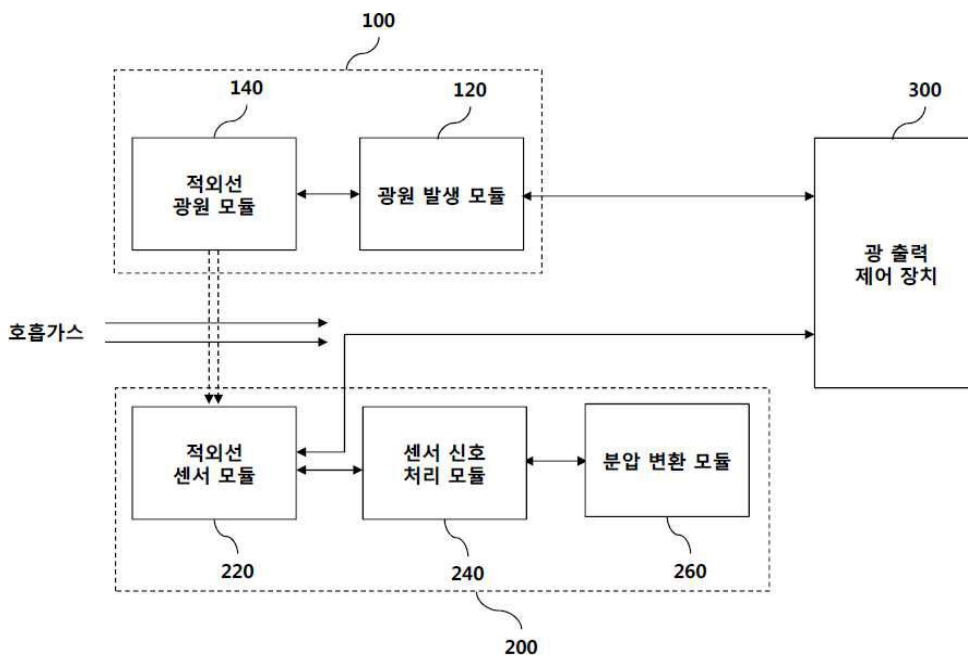 100
140
120
300
적외선
광원 모듈
광원 발생 모듈
광 출력
제어 장치
호흡가스
적외선
센서 모듈
센서 신호
처리 모듈
분압 변환 모듈
220
240
260
200